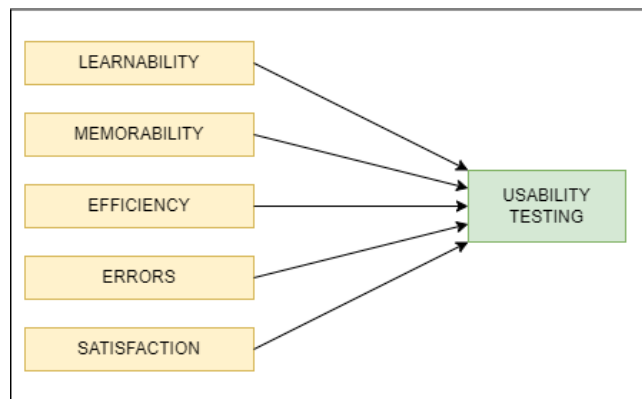 LEARNABILITY
MEMORABILITY
EFFICIENCY
ERRORS
SATISFACTION
USABILITY
TESTING